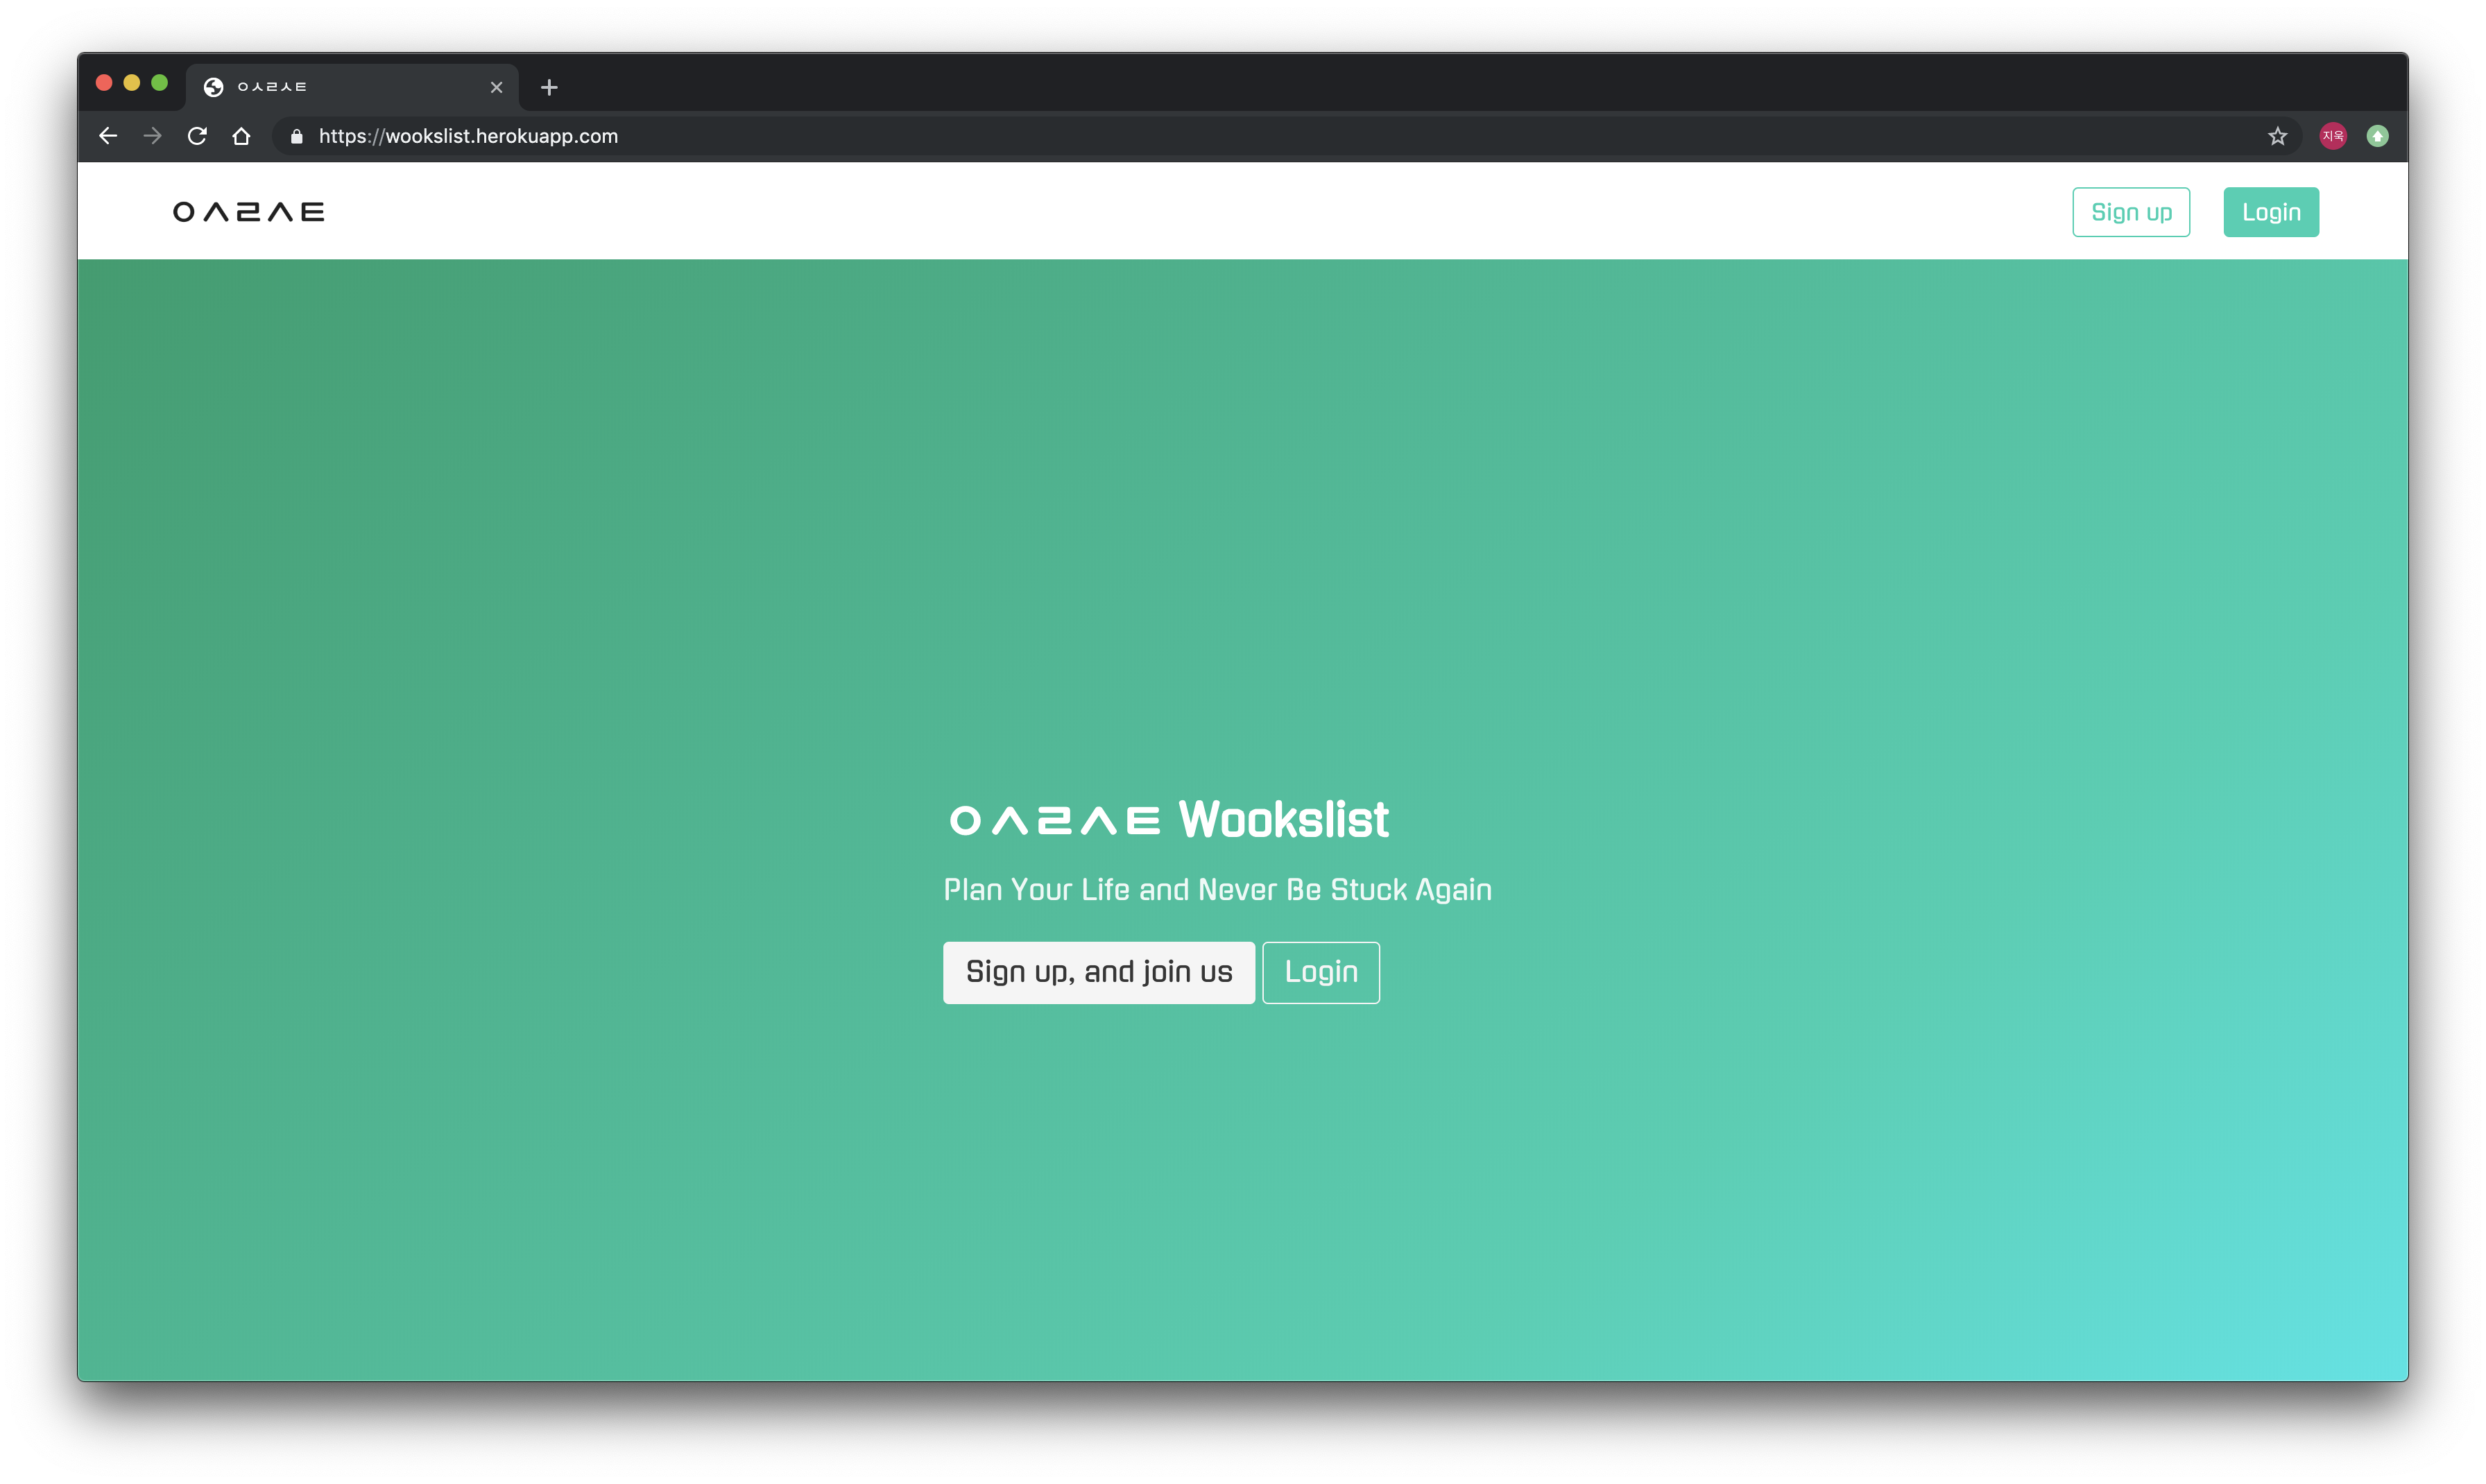 ㅇㅅㄹㅅㅌ
https://wookslist.herokuapp.com
지욱
ㅇㅅㄹㅅㅌ
Sign up
Login
ㅇㅅㄹㅅㅌ Wookslist
Plan Your Life and Never Be Stuck Again
Sign up, and join us
Login